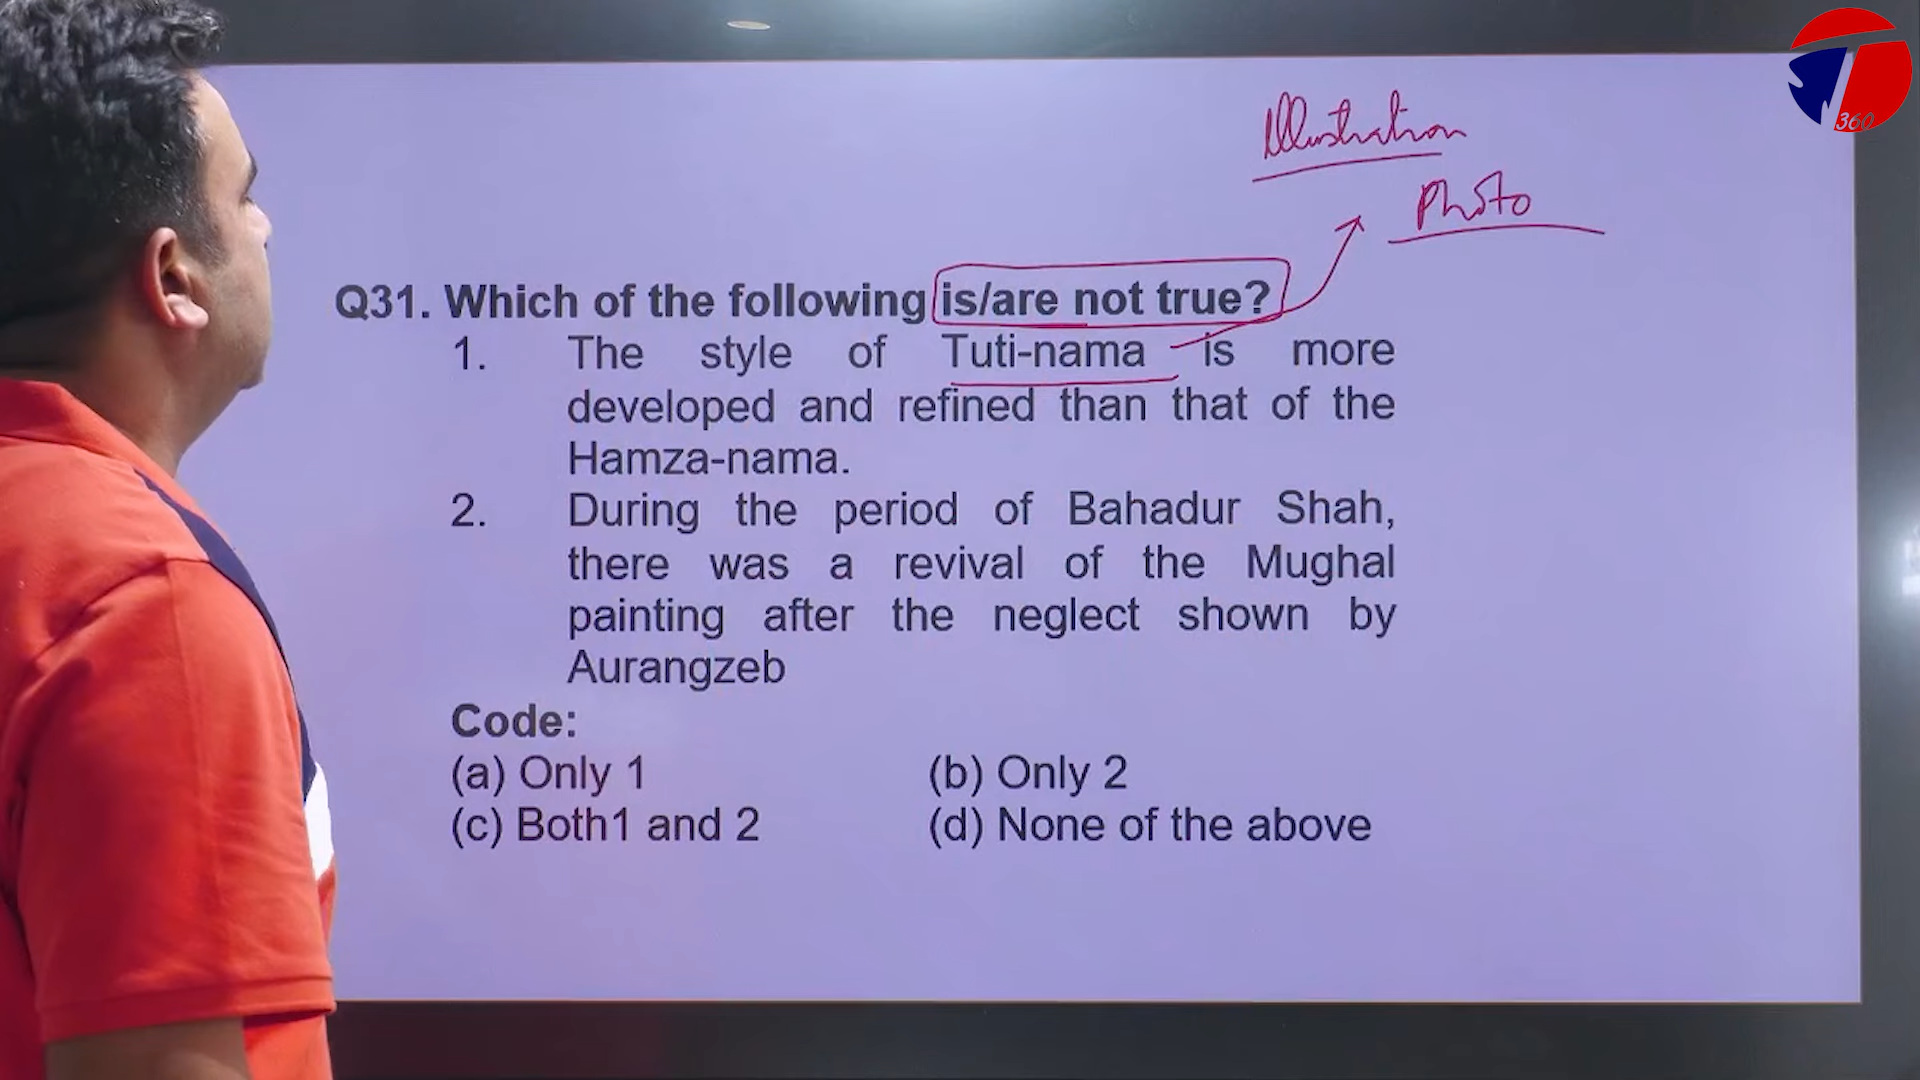 360
Illustration
Photo
Q31. Which of the following is/are not true?
1. The style of Tuti-nama is more
developed and refined than that of the
Hamza-nama.
2. During the period of Bahadur Shah,
there was a revival of the Mughal
painting after the neglect shown by
Aurangzeb
Code:
(a) Only 1 (b) Only 2
(c) Both1 and 2 (d) None of the above